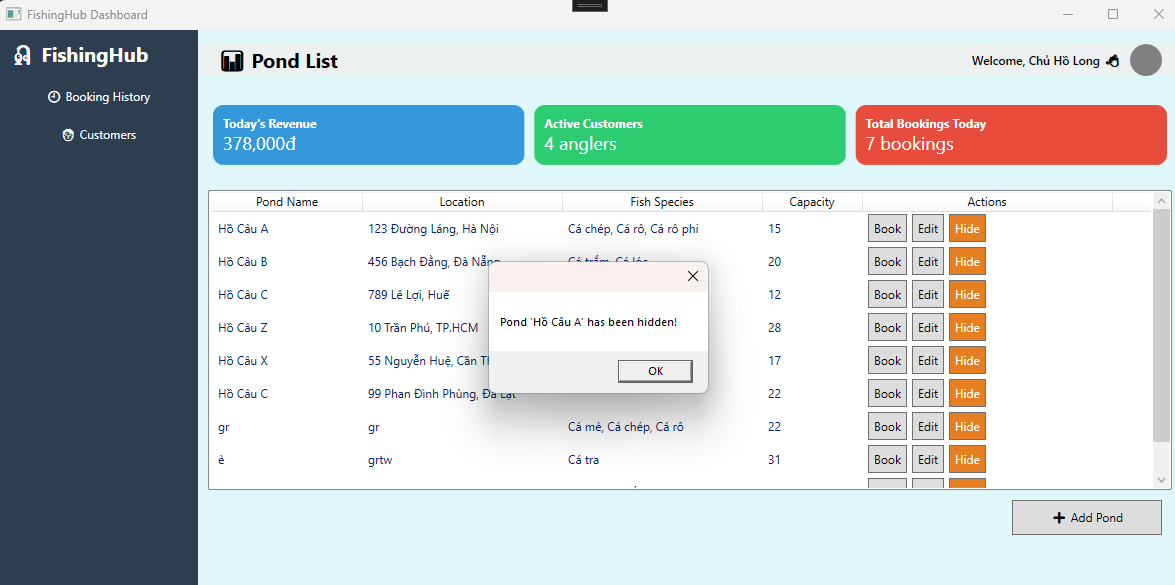 FishingHub Dashboard
FishingHub
Booking History
Customers
Pond List
Welcome, Chủ Hồ Long
Today's Revenue
378,000đ
Active Customers
4 anglers
Total Bookings Today
7 bookings
Pond Name Location Fish Species Capacity Actions
Hồ Câu A 123 Đường Láng, Hà Nội Cá chép, Cá rô, Cá rô phi 15 Book Edit Hide
Hồ Câu B 456 Bạch Đằng, Đà Nẵng 20 Book Edit Hide
Hồ Câu C 789 Lê Lợi, Huế 12 Book Edit Hide
Hồ Câu Z 10 Trần Phú, TP.HCM 28 Book Edit Hide
Hồ Câu X 55 Nguyễn Huệ, Cần 17 Book Edit Hide
Hồ Câu C 99 Phan Đình Phùng, Đà Lạt 22 Book Edit Hide
gr gr Cá mè, Cá chép, Cá rô 22 Book Edit Hide
è grtw Cá tra 31 Book Edit Hide
Pond 'Hồ Câu A' has been hidden!
OK
Add Pond